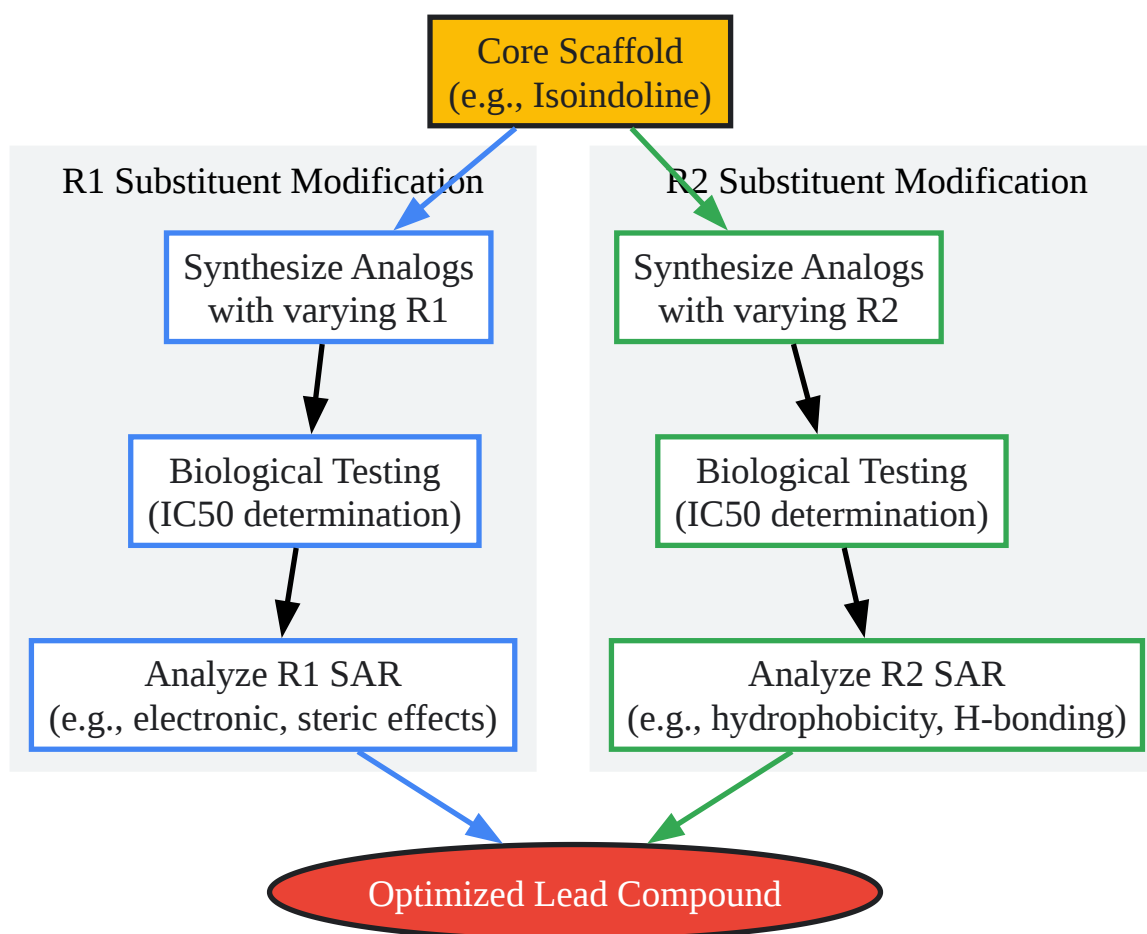 Core Scaffold
(e.g., Isoindoline)
R1 Substituent Modification
Synthesize Analogs
with varying R1
Biological Testing
(IC50 determination)
Analyze R1 SAR
(e.g., electronic, steric effects)
R2 Substituent Modification
Synthesize Analogs
with varying R2
Biological Testing
(IC50 determination)
Analyze R2 SAR
(e.g., hydrophobicity, H-bonding)
Optimized Lead Compound